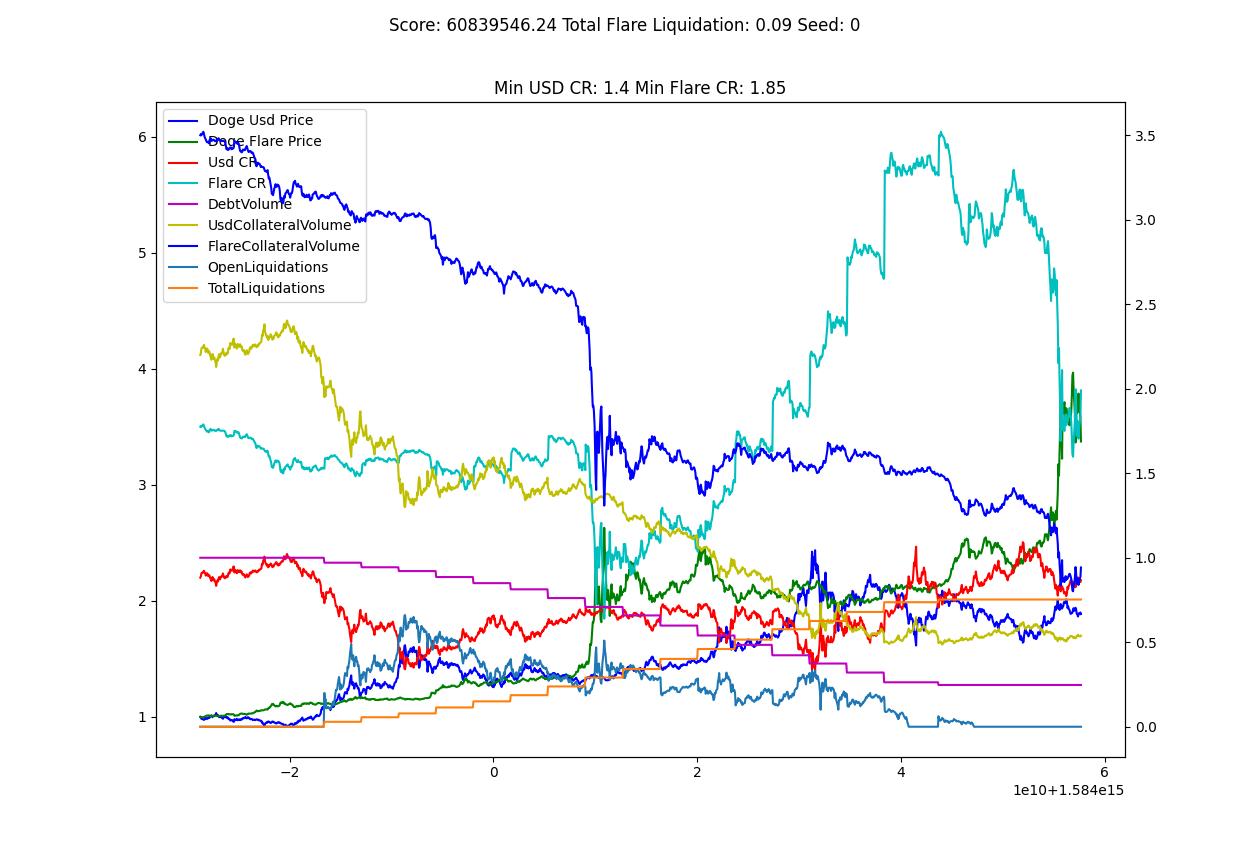 Score: 60839546.24 Total Flare Liquidation: 0.09 Seed: 0
Min USD CR: 1.4 Min Flare CR: 1.85
Doge Usd Price
Doge Flare Price
Usd CR
Flare CR
DebtVolume
UsdCollateralVolume
FlareCollateralVolume
OpenLiquidations
TotalLiquidations
6
5
4
3
2
1
3.5
3.0
2.5
2.0
1.5
1.0
0.5
0.0
−2
0
2
4
6
1e10+1.584e15